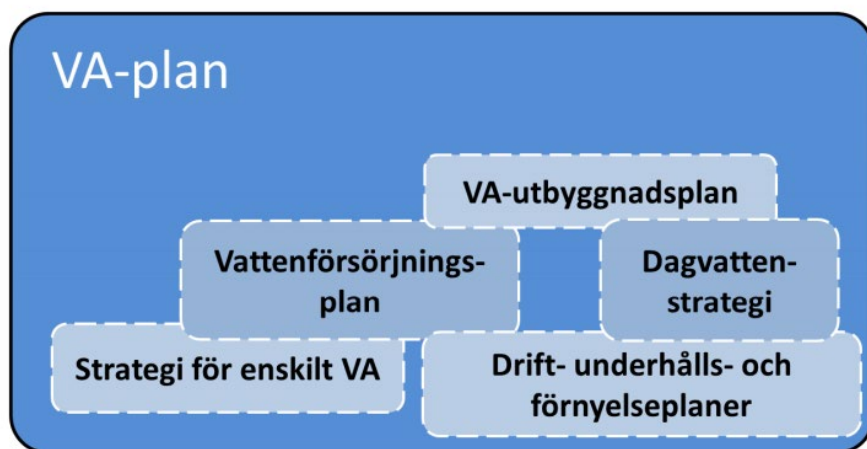 VA-plan
VA-utbyggnadsplan
Vattenförsörjnings-
plan
Dagvatten-
strategi
Strategi för enskilt VA
Drift- underhålls- och
förnyelseplaner